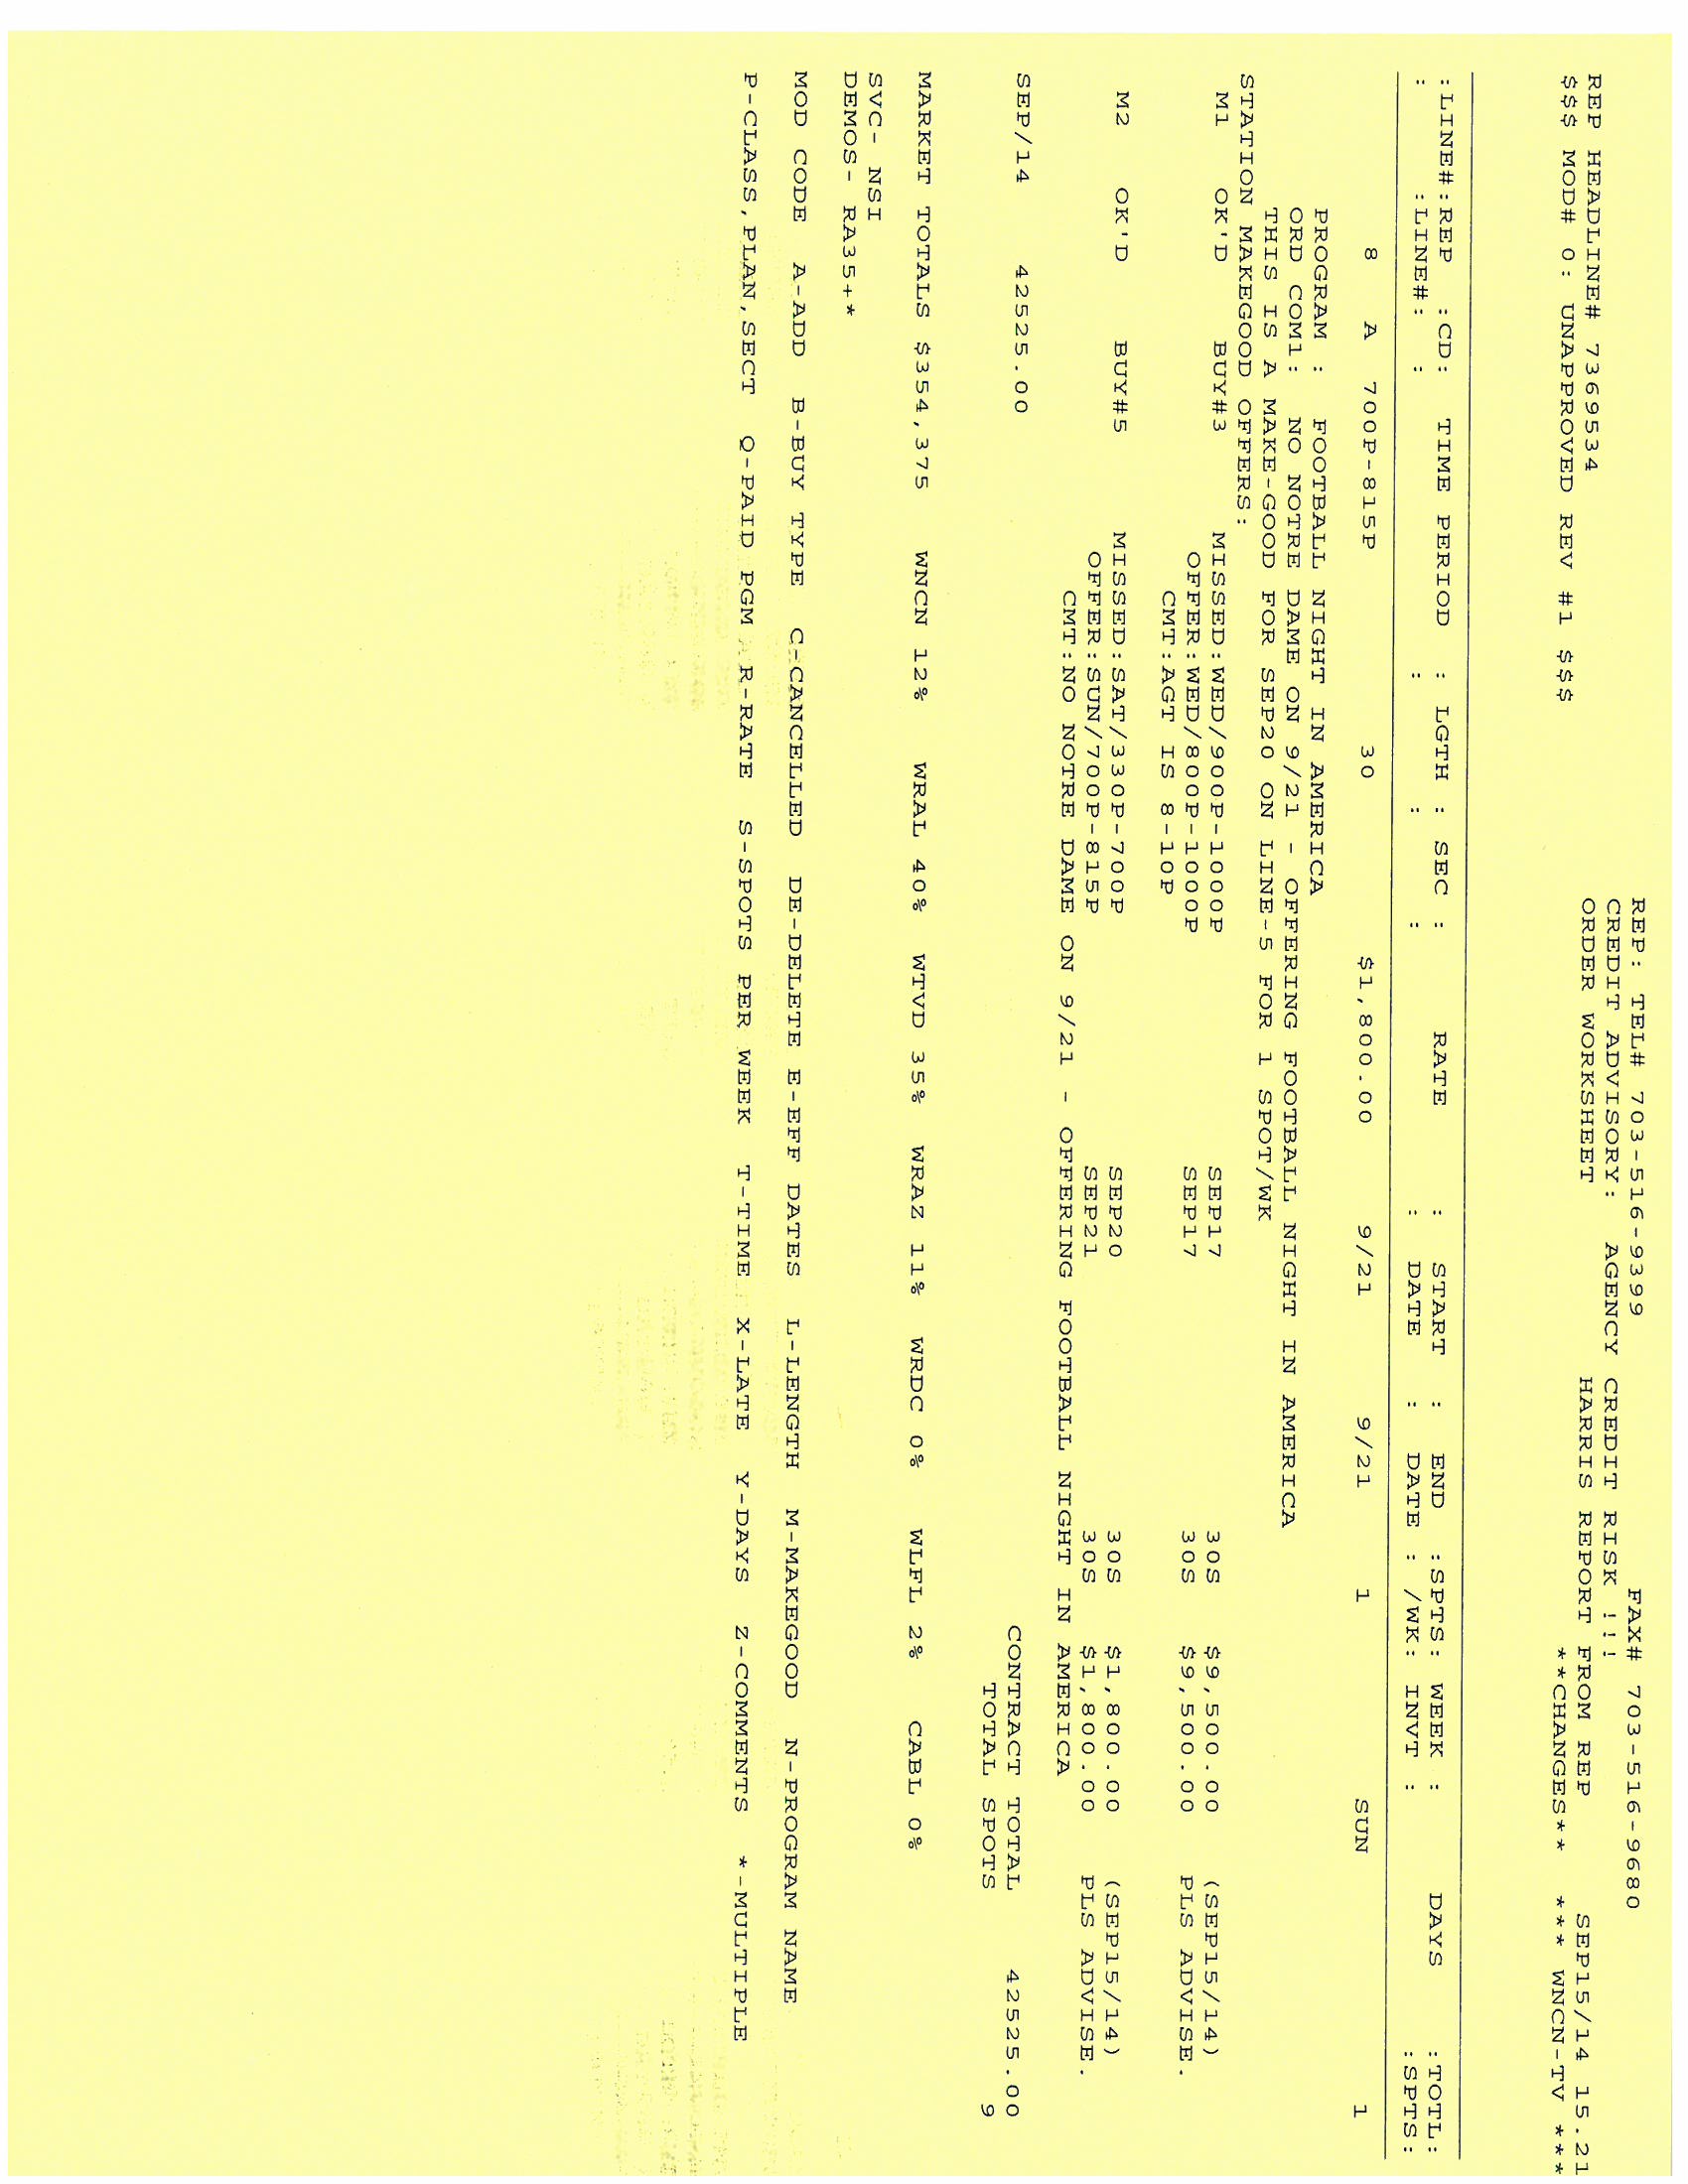 REP: TEL# 703-516-9399 FAX# 703-516-9680
CREDIT ADVISORY: AGENCY CREDIT RISK !!!
REP HEADLINE# 7369534 ORDER WORKSHEET HARRIS REPORT FROM REP SEP15/14 15.21
$$$ MOD# 0: UNAPPROVED REV #1 $$$ **CHANGES** *** WNCN-TV ***
:LINE#:REP :CD: TIME PERIOD : LGTH : SEC : RATE : START : END :SPTS: WEEK : DAYS :TOTL:
: :LINE#: : : : : : DATE : DATE : /WK: INVT : :SPTS:
8 A 700P-815P 30 $1,800.00 9/21 9/21 1 SUN 1
PROGRAM : FOOTBALL NIGHT IN AMERICA
ORD COM1: NO NOTRE DAME ON 9/21 - OFFERING FOOTBALL NIGHT IN AMERICA
THIS IS A MAKE-GOOD FOR SEP20 ON LINE-5 FOR 1 SPOT/WK
STATION MAKEGOOD OFFERS:
M1 OK'D BUY#3 MISSED:WED/900P-1000P SEP17 30S $9,500.00 (SEP15/14)
OFFER:WED/800P-1000P SEP17 30S $9,500.00 PLS ADVISE.
CMT:AGT IS 8-10P
M2 OK'D BUY#5 MISSED:SAT/330P-700P SEP20 30S $1,800.00 (SEP15/14)
OFFER:SUN/700P-815P SEP21 30S $1,800.00 PLS ADVISE.
CMT:NO NOTRE DAME ON 9/21 - OFFERING FOOTBALL NIGHT IN AMERICA
SEP/14 42525.00 CONTRACT TOTAL 42525.00
TOTAL SPOTS 9
MARKET TOTALS $354,375 WNCN 12% WRAL 40% WTVD 35% WRAZ 11% WRDC 0% WLFL 2% CABL 0%
SVC- NSI
DEMOS- RA35+*
MOD CODE A-ADD B-BUY TYPE C-CANCELLED DE-DELETE E-EFF DATES L-LENGTH M-MAKEGOOD N-PROGRAM NAME
P-CLASS,PLAN,SECT Q-PAID PGM R-RATE S-SPOTS PER WEEK T-TIME X-LATE Y-DAYS Z-COMMENTS *-MULTIPLE